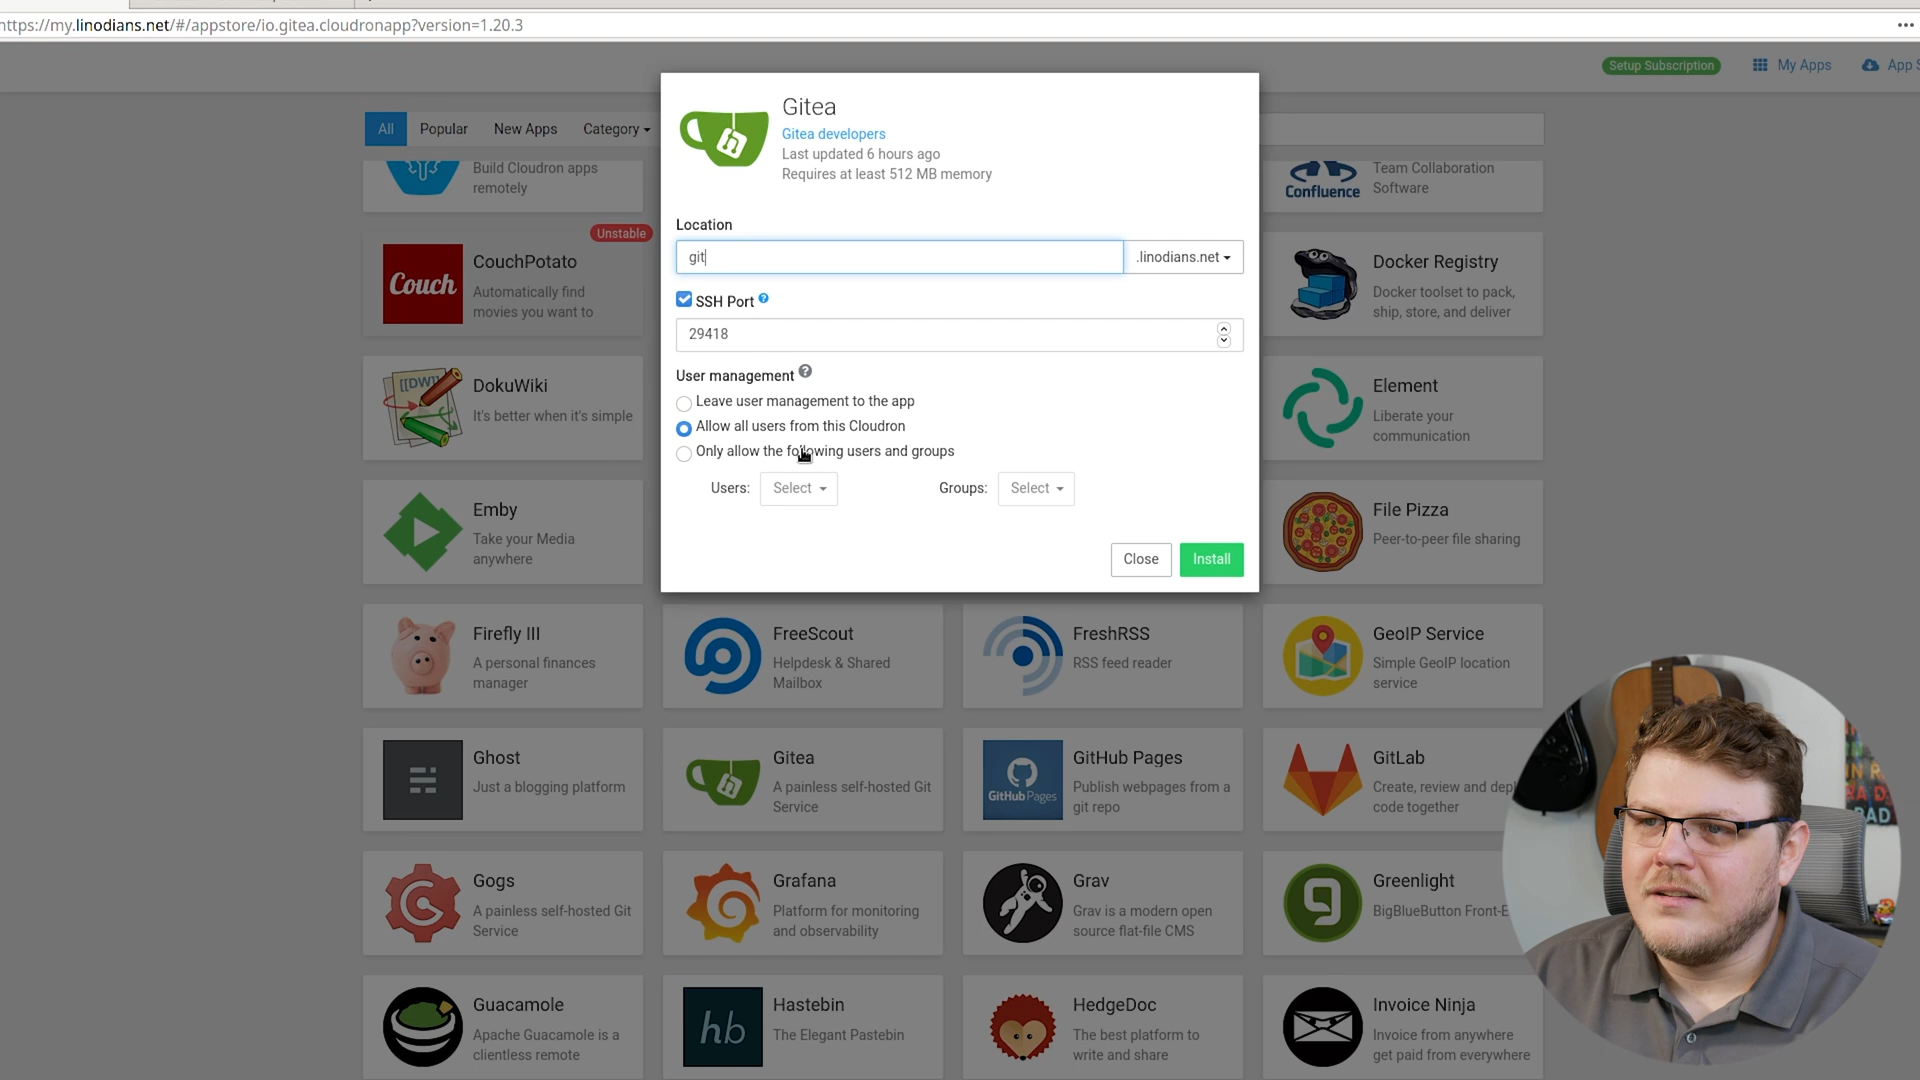 https://my.linodians.net/#/appstore/io.gitea.cloudronapp?version=1.20.3
Setup Subscription
My Apps
App S
All
Popular
New Apps
Category
Gitea
Gitea developers
Last updated 6 hours ago
Requires at least 512 MB memory
Location
git
.linodians.net
SSH Port
29418
User management
Leave user management to the app
Allow all users from this Cloudron
Only allow the following users and groups
Users:
Select
Groups:
Select
Close
Install
Build Cloudron apps
remotely
Confluence
Team Collaboration
Software
Unstable
Couch
CouchPotato
Automatically find
movies you want to
Docker Registry
Docker toolset to pack,
ship, store, and deliver
[[DW]]
DokuWiki
It's better when it's simple
Element
Liberate your
communication
Emby
Take your Media
anywhere
File Pizza
Peer-to-peer file sharing
Firefly III
A personal finances
manager
FreeScout
Helpdesk & Shared
Mailbox
FreshRSS
RSS feed reader
GeoIP Service
Simple GeoIP location
service
Ghost
Just a blogging platform
Gitea
A painless self-hosted Git
Service
GitHub Pages
GitHub Pages
Publish webpages from a
git repo
GitLab
Create, review and depl
code together
Gogs
A painless self-hosted Git
Service
Grafana
Platform for monitoring
and observability
Grav
Grav is a modern open
source flat-file CMS
Greenlight
BigBlueButton Front-E
Guacamole
Apache Guacamole is a
clientless remote
hb
Hastebin
The Elegant Pastebin
HedgeDoc
The best platform to
write and share
Invoice Ninja
Invoice from anywhere
get paid from everywhere